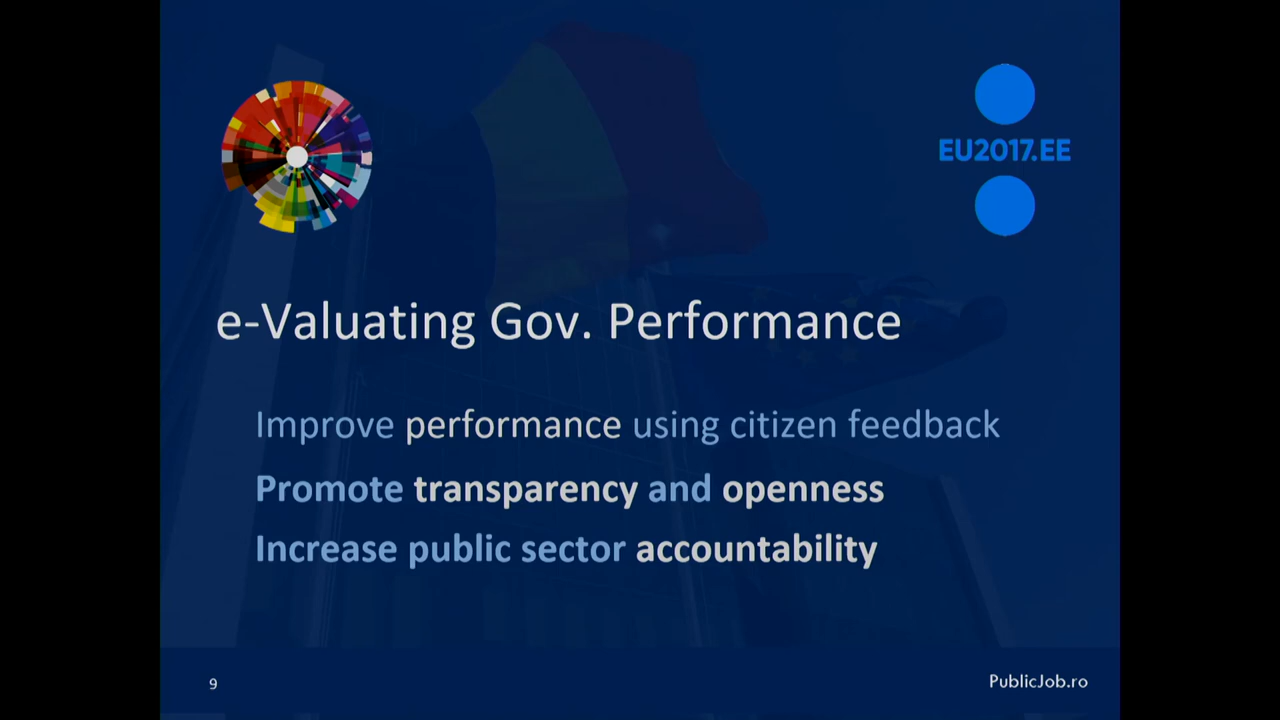 EU2017.EE
e-Valuating Gov. Performance
Improve performance using citizen feedback
Promote transparency and openness
Increase public sector accountability
9
PublicJob.ro